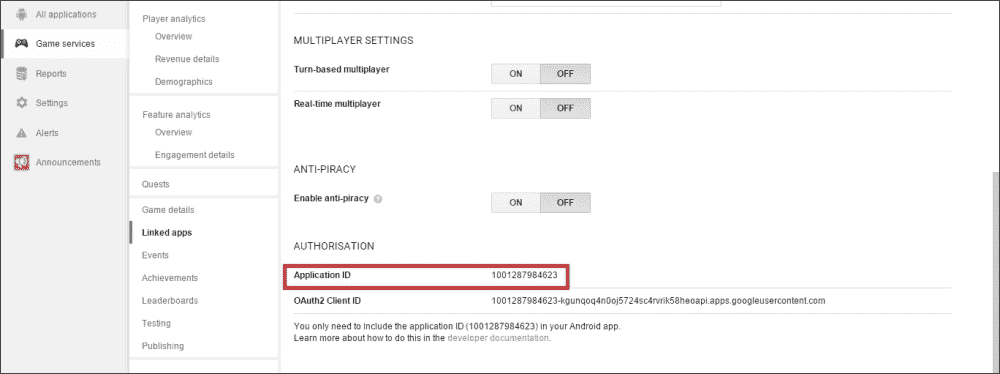 All applications
Game services
Reports
Settings
Alerts
Announcements
Player analytics
Overview
Revenue details
Demographics
Feature analytics
Overview
Engagement details
Quests
Game details
Linked apps
Events
Achievements
Leaderboards
Testing
Publishing
MULTIPLAYER SETTINGS
Turn-based multiplayer ON OFF
Real-time multiplayer ON OFF
ANTI-PIRACY
Enable anti-piracy ? ON OFF
AUTHORISATION
Application ID 1001287984623
OAuth2 Client ID 1001287984623-kgunqoq4n0oj5724sc4rvrik58heoapi.apps.googleusercontent.com
You only need to include the application ID (1001287984623) in your Android app.
Learn more about how to do this in the developer documentation.